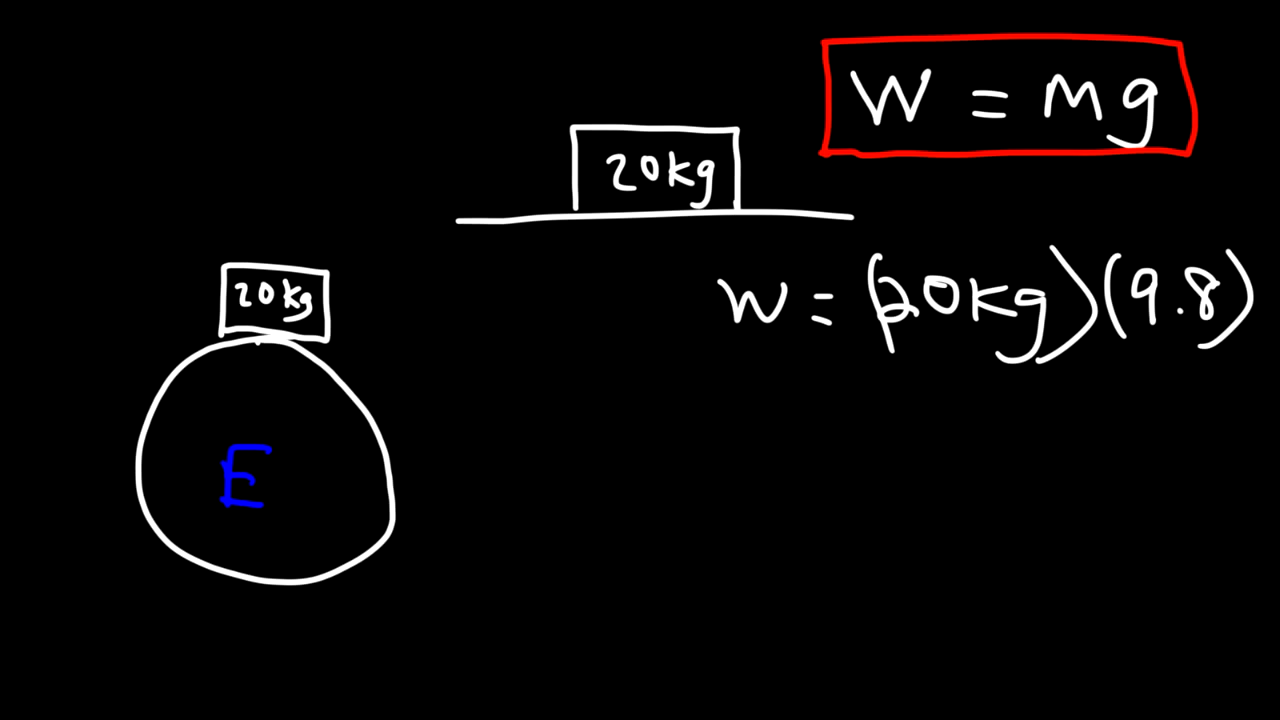 W = mg
20kg
20kg
W = (20kg)(9.8)
E